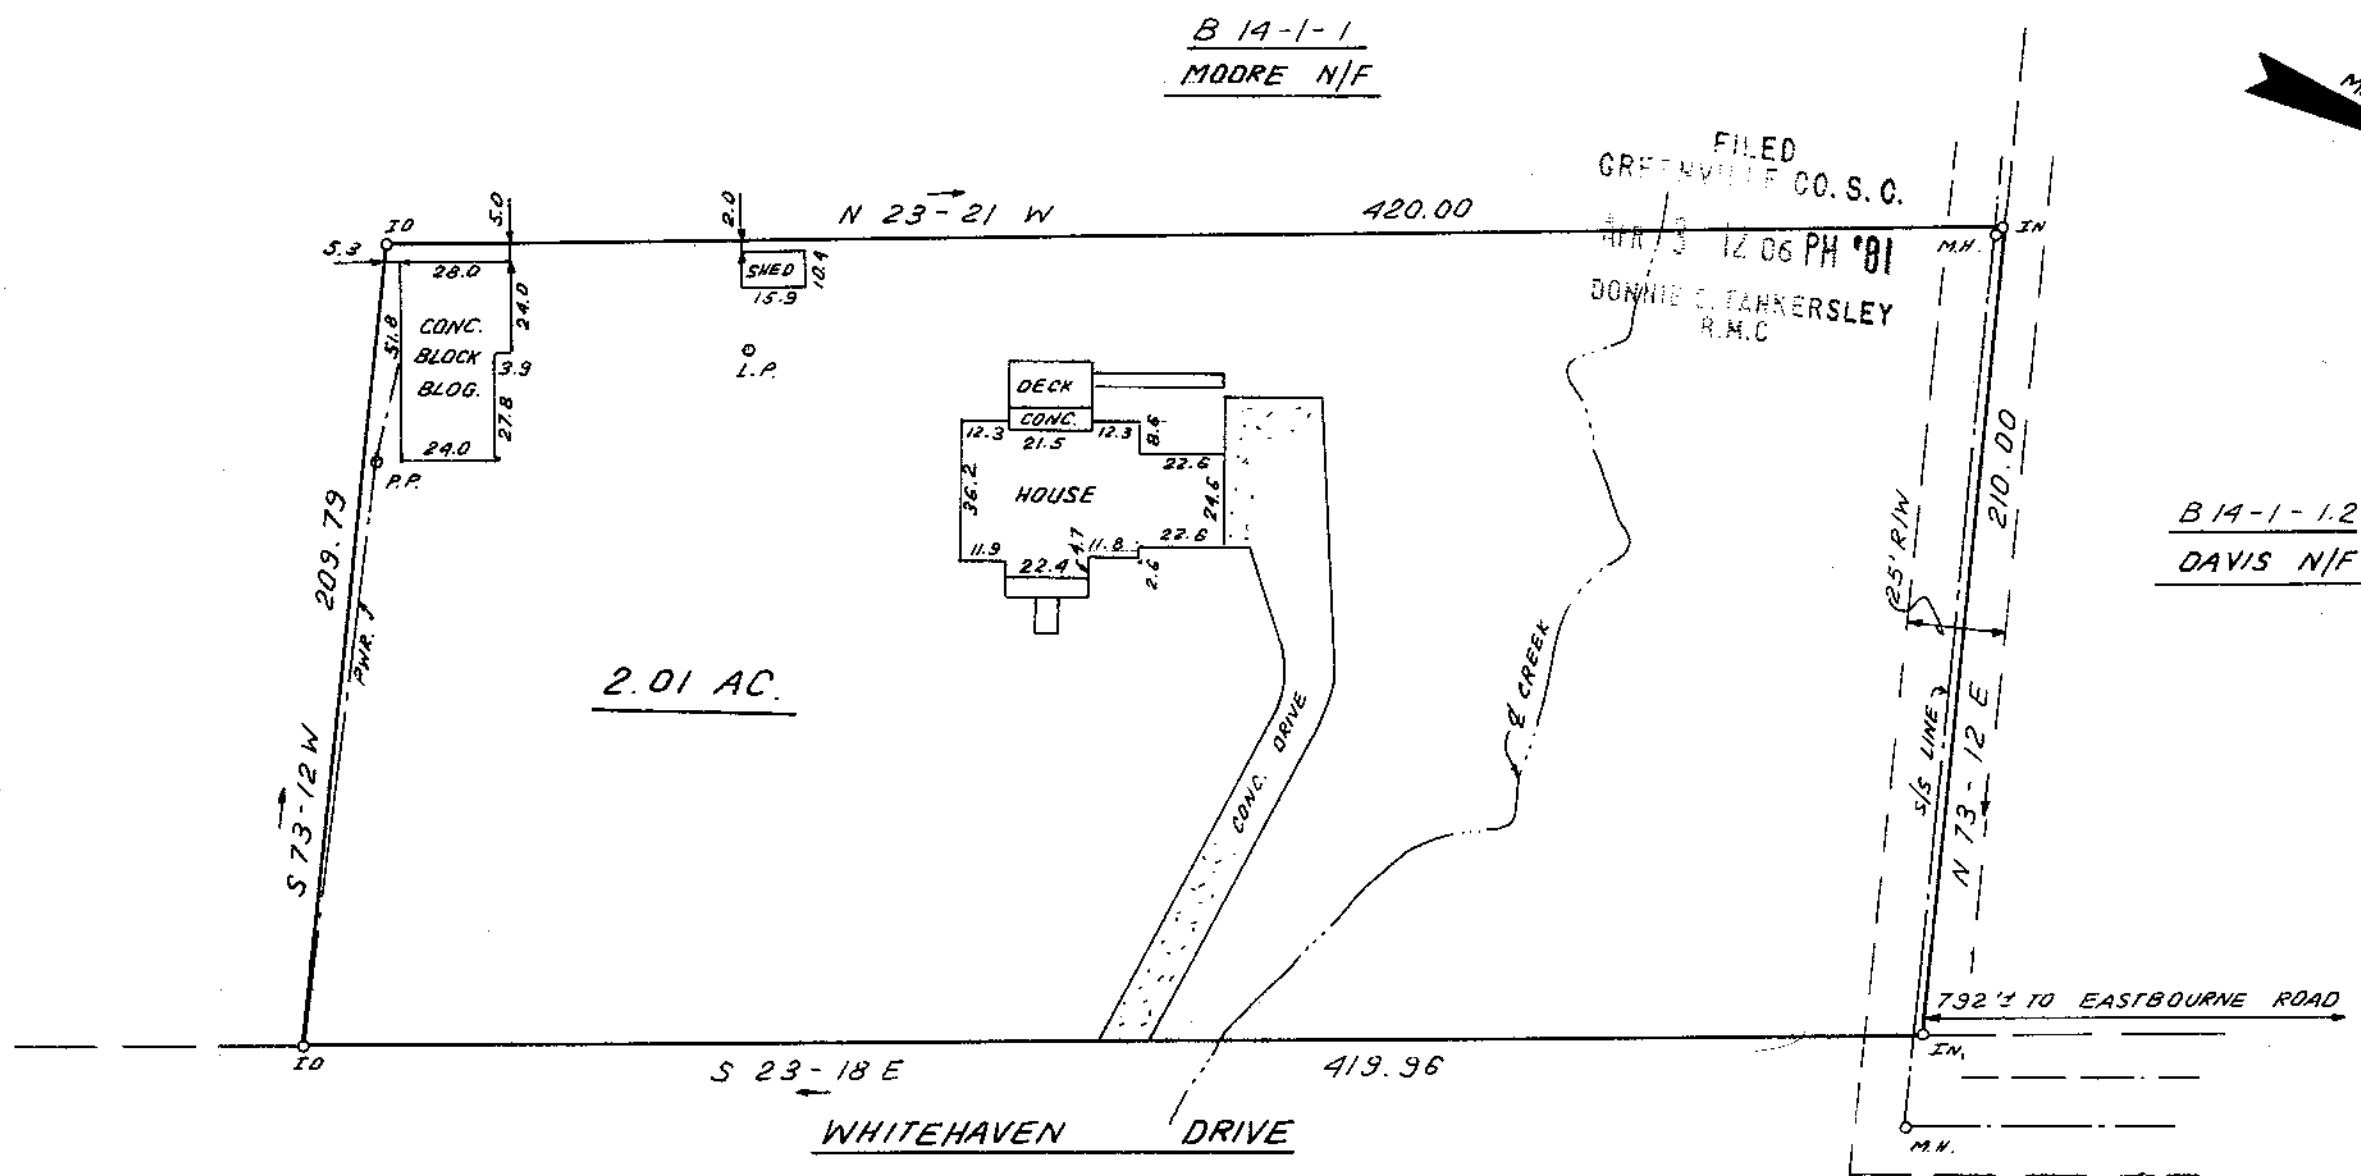 B 14-1-1
MOORE N/F
FILED
GREENVILLE CO. S. C.
APR 3 12 06 PM '81
DONNIE S. TANKERSLEY
R.M.C
N 23-21 W
420.00
IO
5.3
5.0
2.0
28.0
24.0
51.8
CONC.
BLOCK
BLDG.
3.9
27.8
24.0
P.P.
SHED
10.4
15.9
L.P.
M.H.
IN
DECK
CONC.
12.3
21.5
12.3
8.6
22.6
36.2
HOUSE
24.6
11.9
22.4
4.7
11.8
22.6
2.6
209.79
PWR.
S 73-12 W
2.01 AC.
CONC. DRIVE
℄ CREEK
25' R/W
210.00
S/S LINE
N 73-12 E
B 14-1-1.2
DAVIS N/F
792'± TO EASTBOURNE ROAD
IO
IN.
S 23-18 E
419.96
WHITEHAVEN DRIVE
M.H.